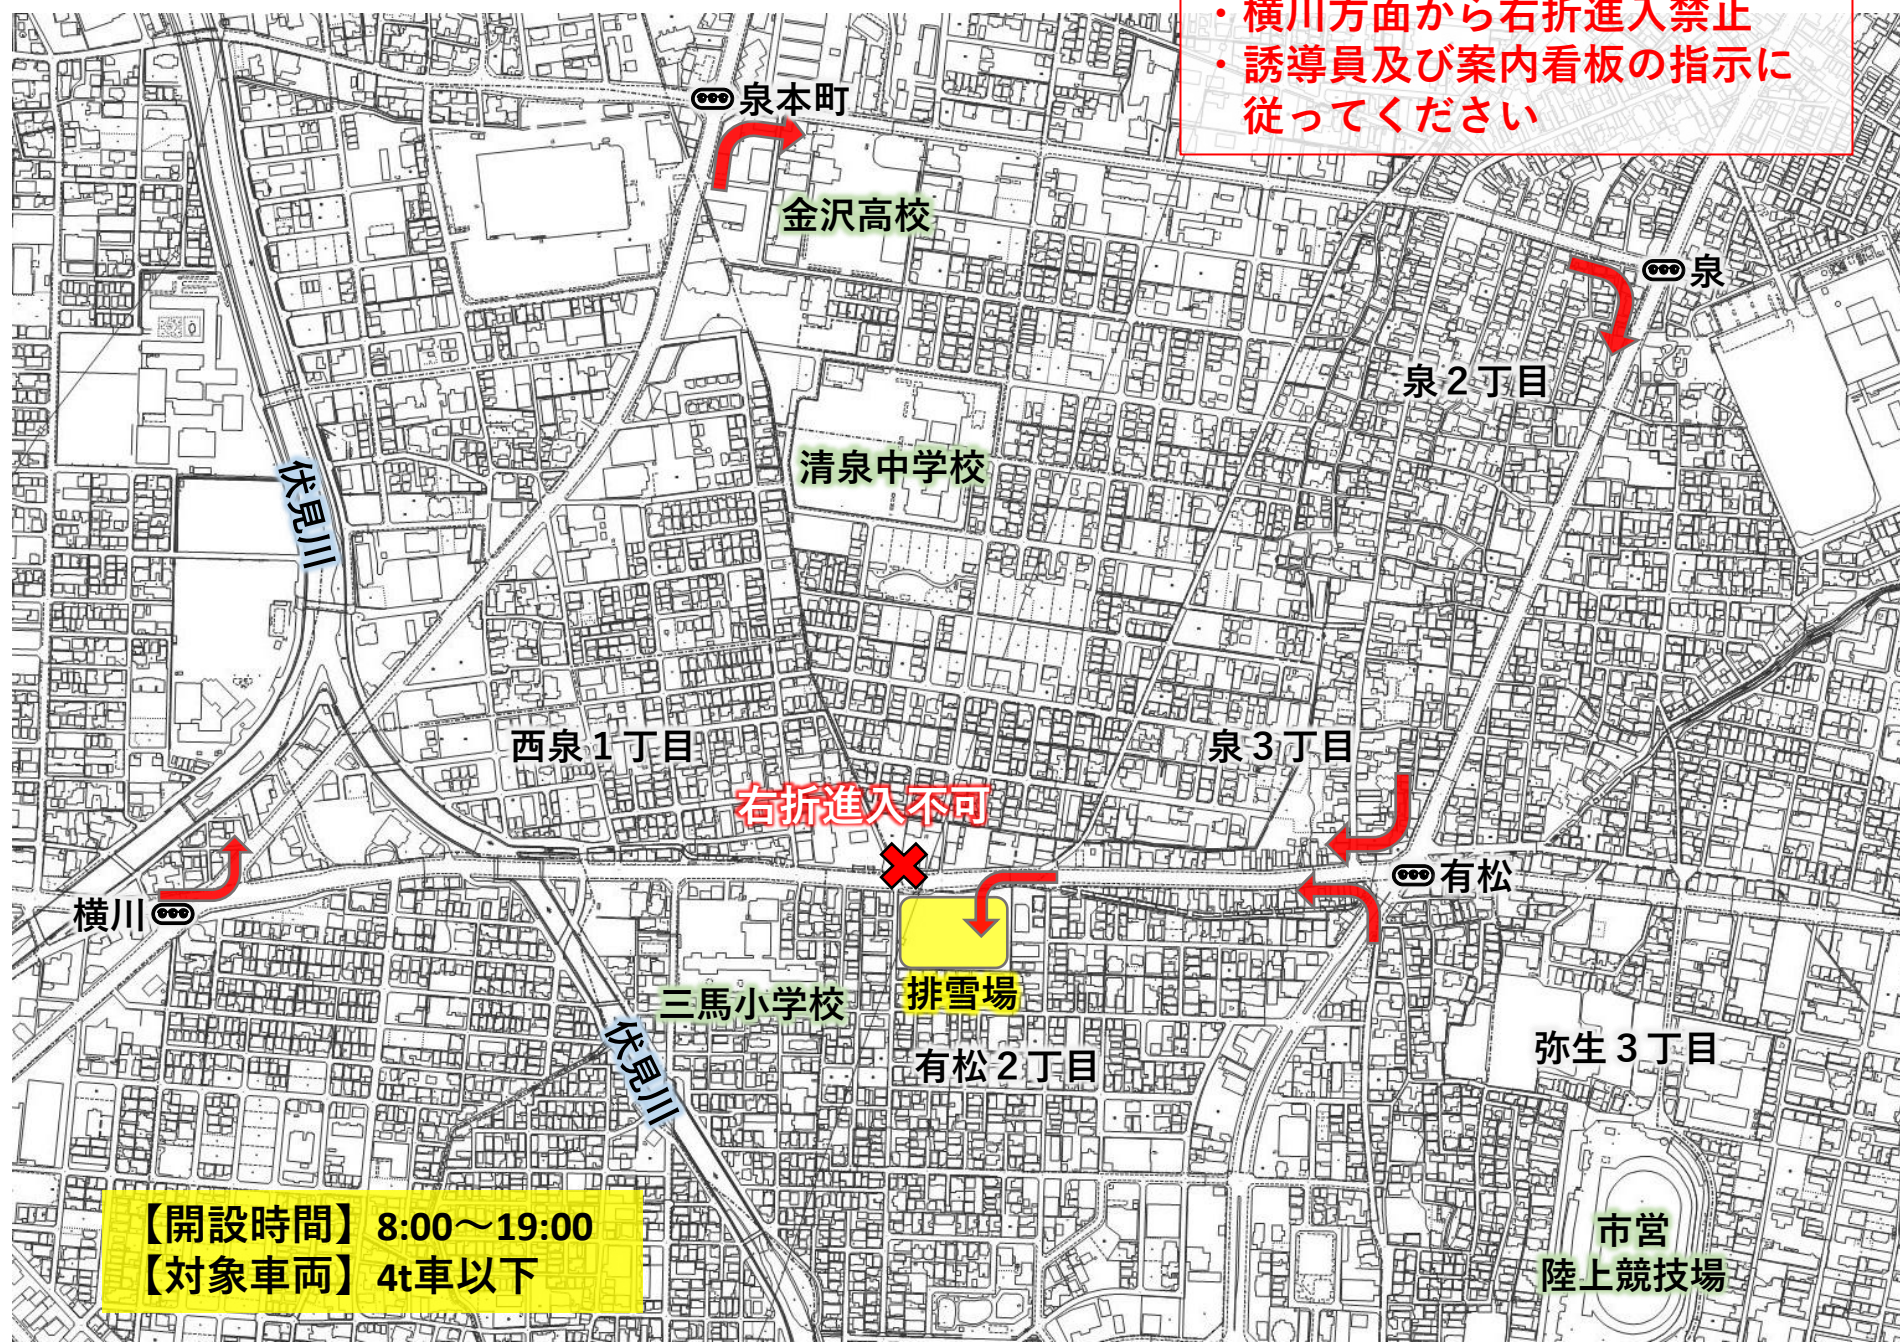 ・横川方面から右折進入禁止
・誘導員及び案内看板の指示に
従ってください
泉本町
金沢高校
泉
泉２丁目
清泉中学校
伏見川
西泉１丁目
泉３丁目
右折進入不可
有松
横川
排雪場
三馬小学校
伏見川
有松２丁目
弥生３丁目
【開設時間】8:00～19:00
【対象車両】4t車以下
市営
陸上競技場